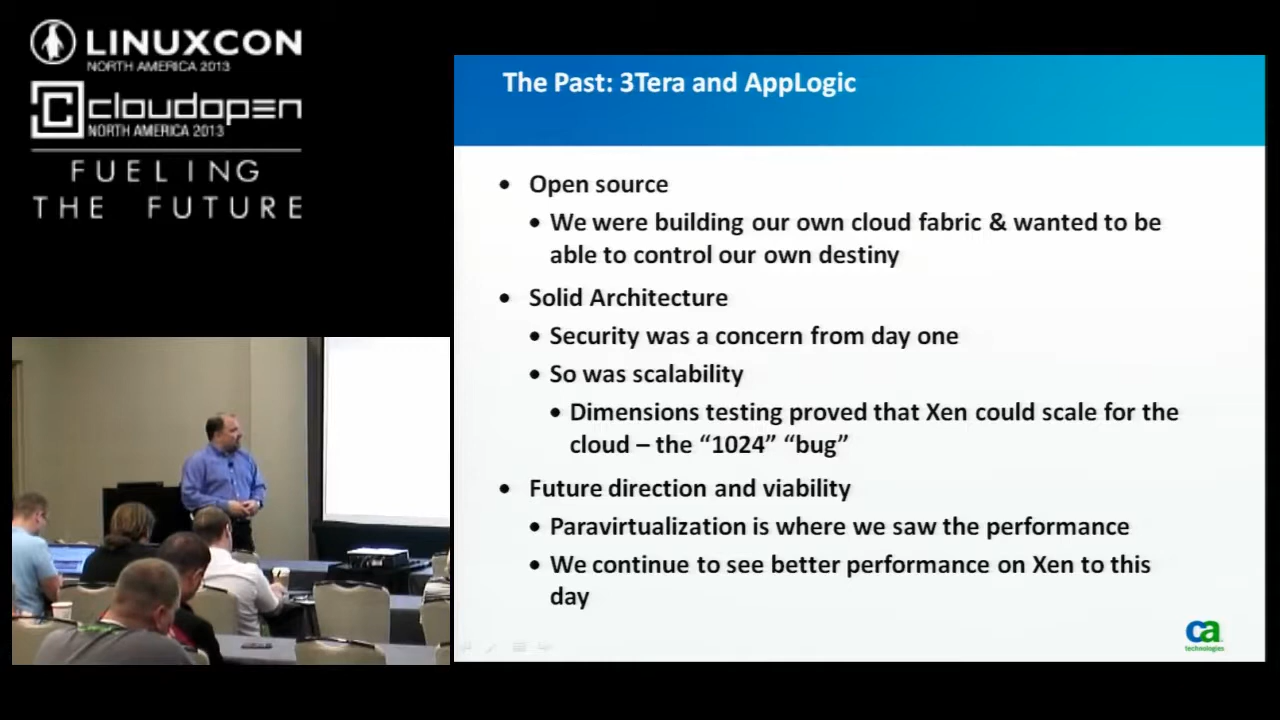 LINUXCON
NORTH AMERICA 2013
cloudopen
NORTH AMERICA 2013
FUELING
THE FUTURE
The Past: 3Tera and AppLogic
• Open source
• We were building our own cloud fabric & wanted to be
able to control our own destiny
• Solid Architecture
• Security was a concern from day one
• So was scalability
• Dimensions testing proved that Xen could scale for the
cloud – the “1024” “bug”
• Future direction and viability
• Paravirtualization is where we saw the performance
• We continue to see better performance on Xen to this
day
ca
technologies